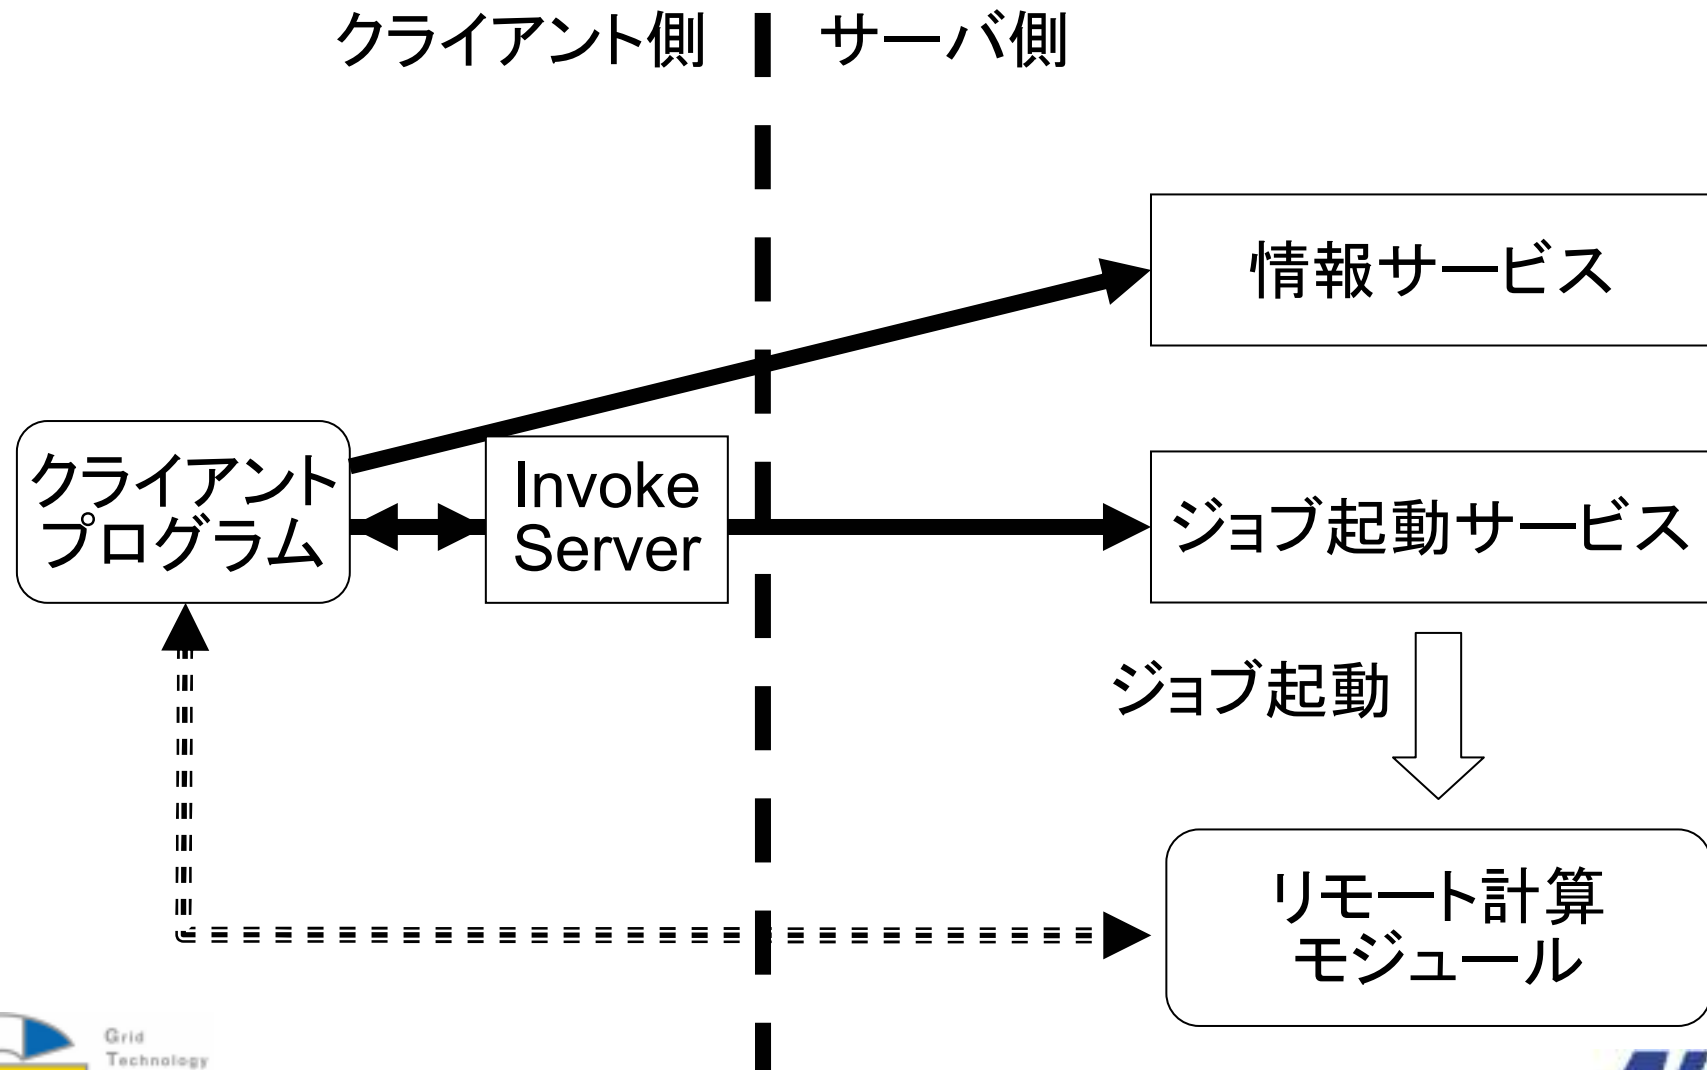 クライアント側
サーバ側
情報サービス
クライアント
プログラム
Invoke
Server
ジョブ起動サービス
ジョブ起動
リモート計算
モジュール
Grid
Technology